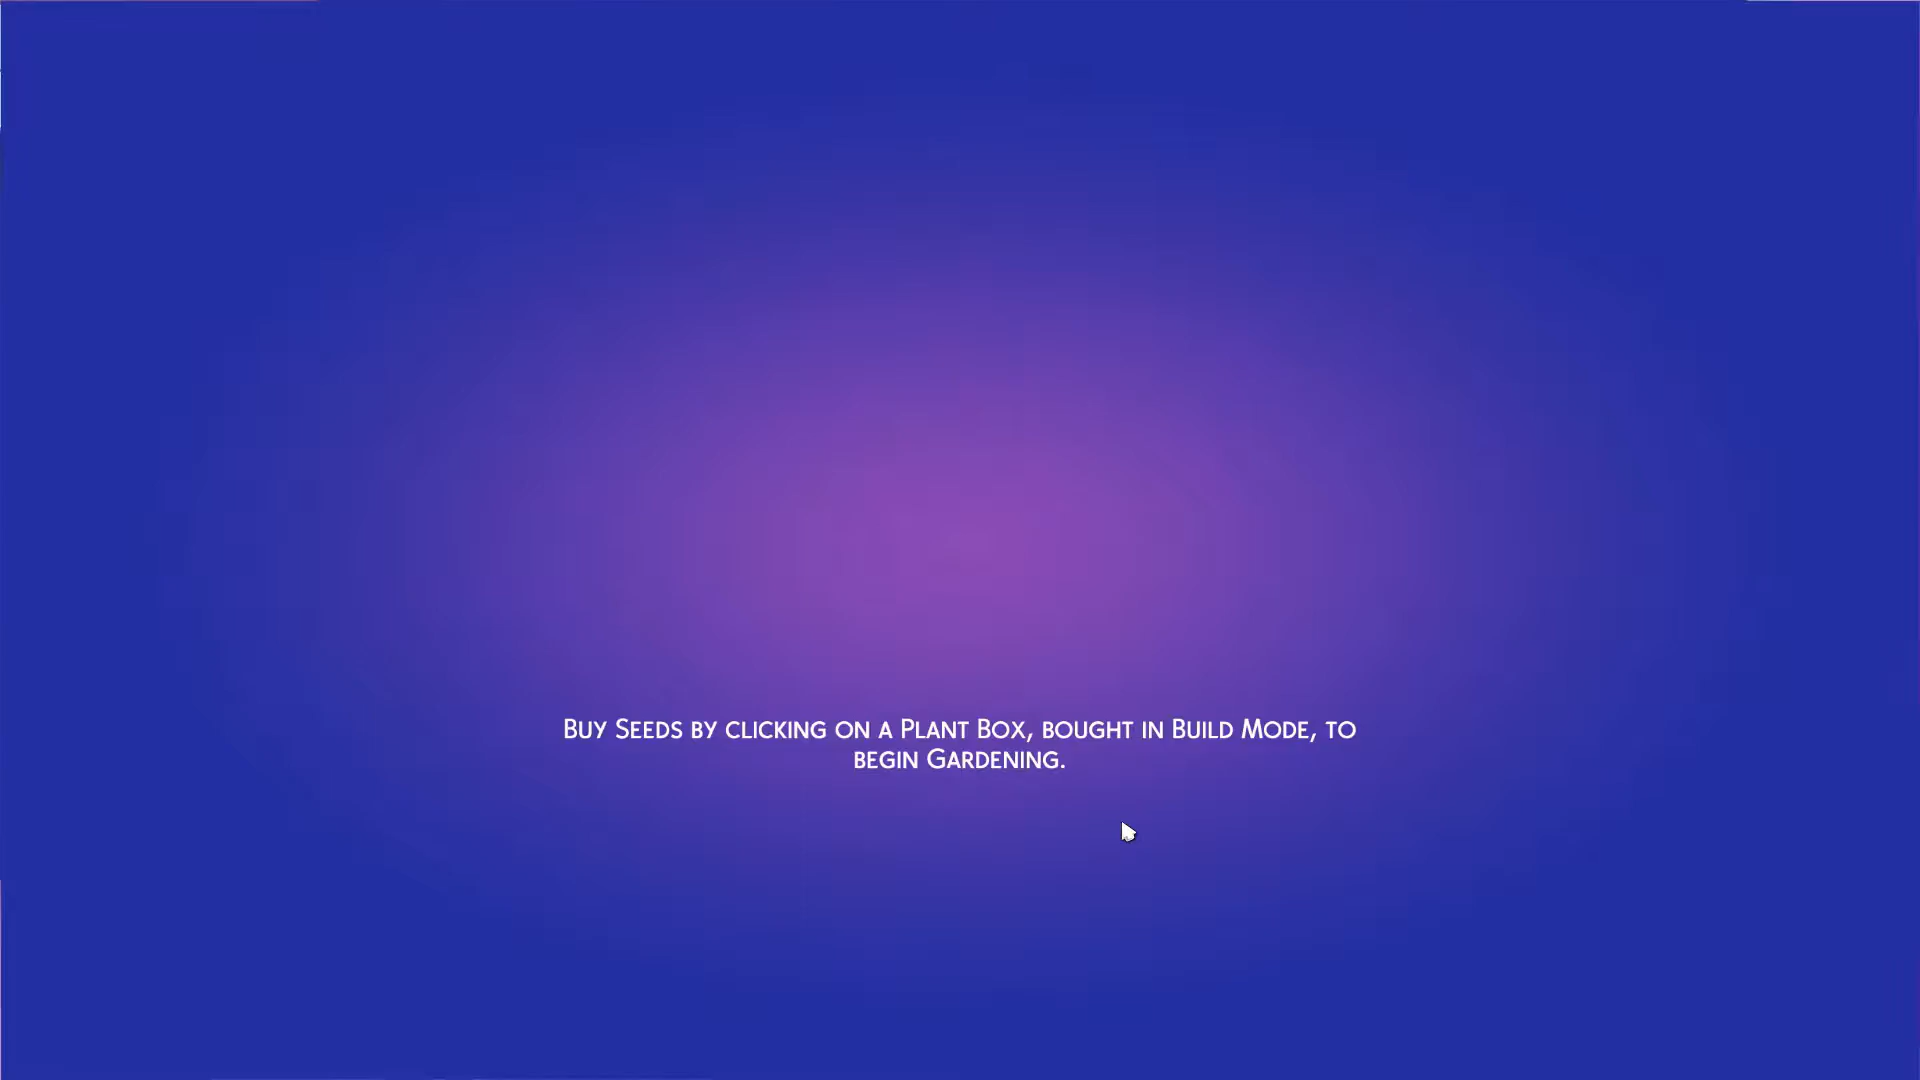 Buy Seeds by clicking on a Plant Box, bought in Build Mode, to
begin Gardening.